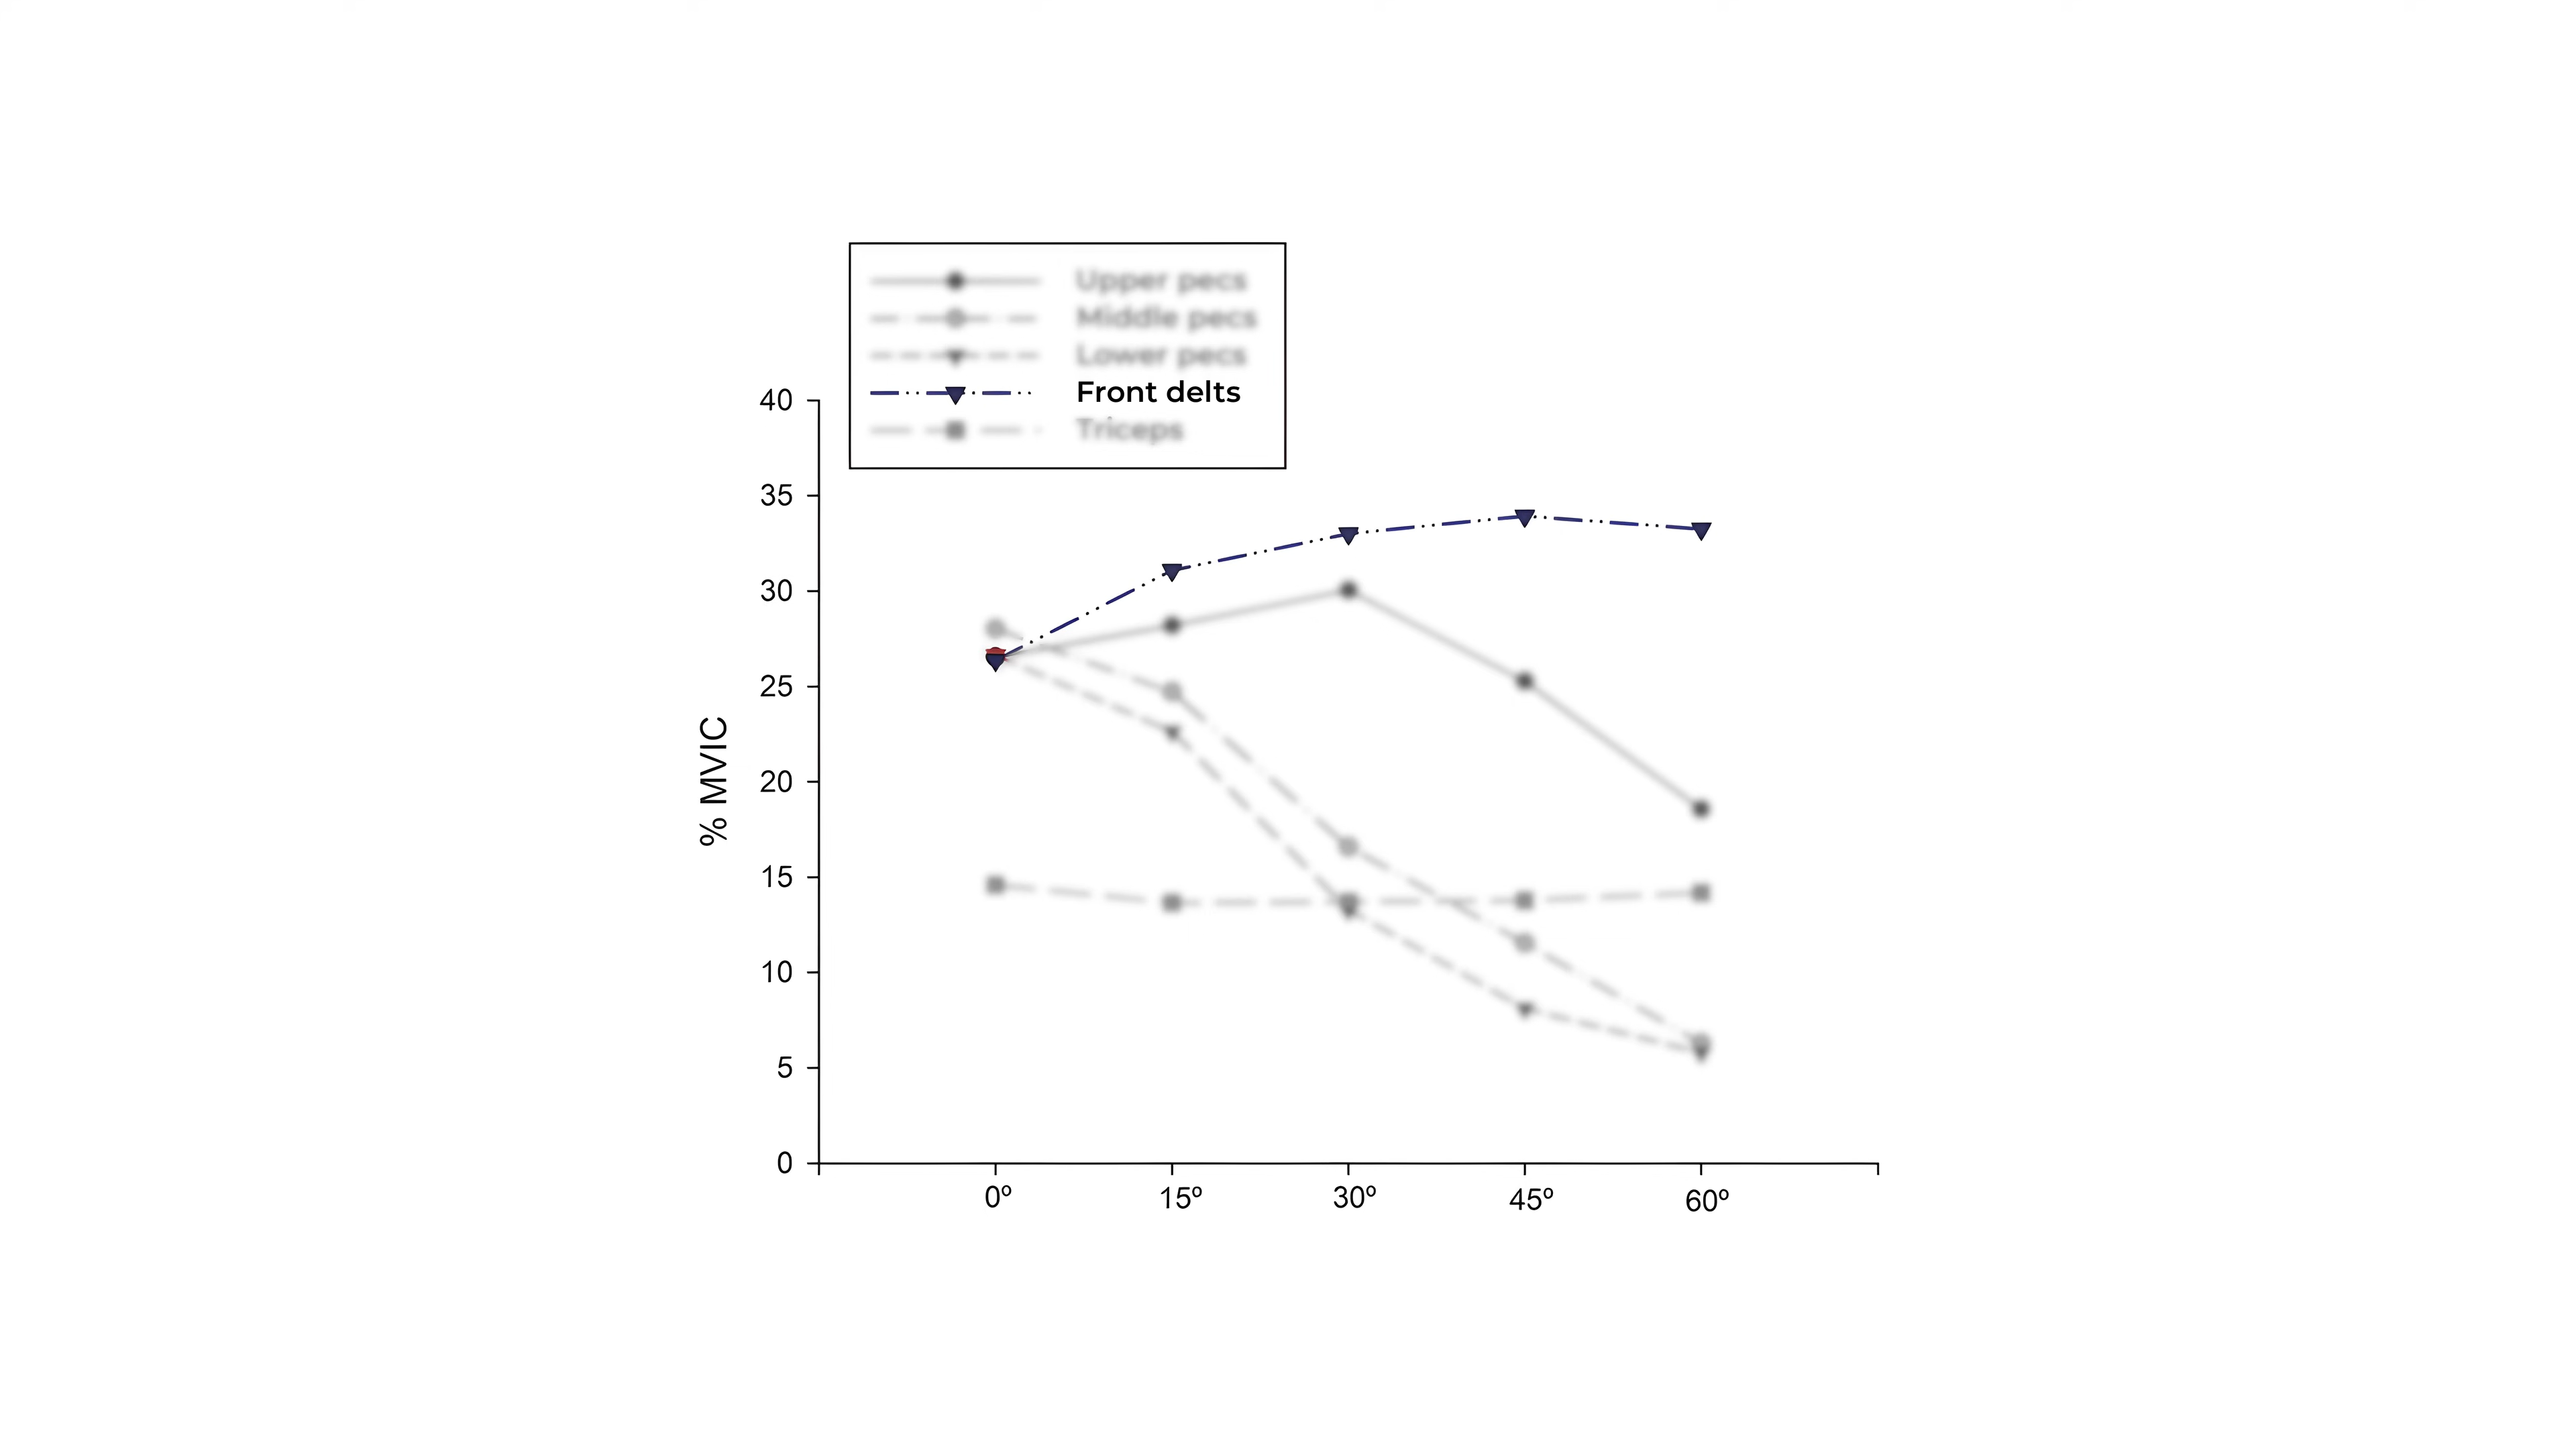 Upper pecs
Middle pecs
Lower pecs
Front delts
Triceps
40
35
30
25
20
15
10
5
0
% MVIC
0º
15º
30º
45º
60º